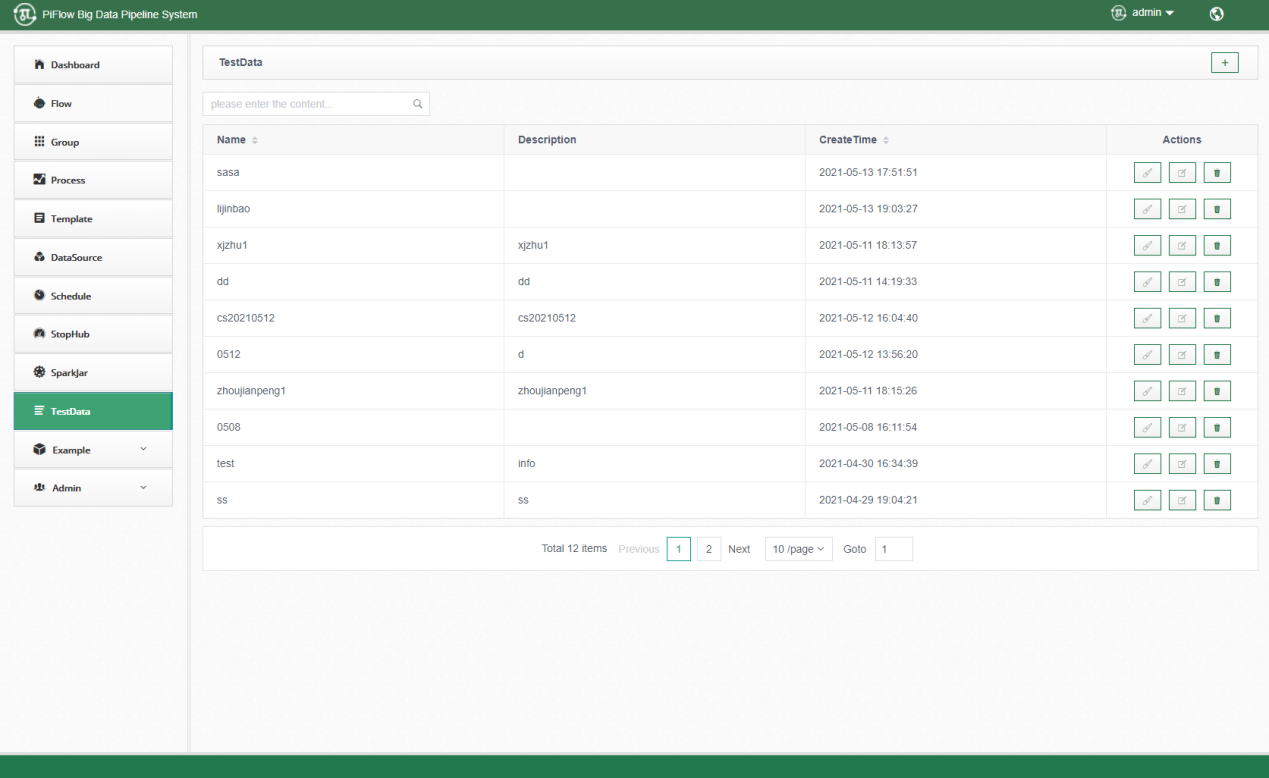 PiFlow Big Data Pipeline System
admin
Dashboard
Flow
Group
Process
Template
DataSource
Schedule
StopHub
SparkJar
TestData
Example
Admin
TestData
+
please enter the content...
Name Description CreateTime Actions
sasa 2021-05-13 17:51:51
lijinbao 2021-05-13 19:03:27
xjzhu1 xjzhu1 2021-05-11 18:13:57
dd dd 2021-05-11 14:19:33
cs20210512 cs20210512 2021-05-12 16:04:40
0512 d 2021-05-12 13:56:20
zhoujianpeng1 zhoujianpeng1 2021-05-11 18:15:26
0508 2021-05-08 16:11:54
test info 2021-04-30 16:34:39
ss ss 2021-04-29 19:04:21
Total 12 items Previous 1 2 Next 10 /page Goto 1